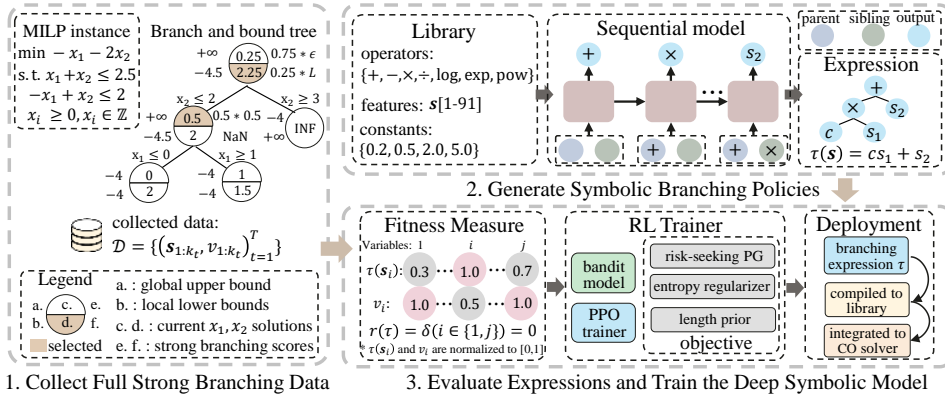 MILP instance
min − x₁ − 2x₂
s.t. x₁+x₂ ≤ 2.5
−x₁ + x₂ ≤ 2
xᵢ ≥ 0, xᵢ ∈ ℤ
Branch and bound tree
+∞ 0.25 0.75 * ϵ
−4.5 2.25 0.25 * L
x₂ ≤ 2 x₂ ≥ 3
+∞ 0.5 0.5 * 0.5 −4 INF
−4.5 2 NaN +∞
x₁ ≤ 0 x₁ ≥ 1
−4 0 −4 1
−4 2 −4 1.5
collected data:
𝒟 = {(s₁:ₖₜ, v₁:ₖₜ)ᵀₜ₌₁}
Legend
a. c. e.
b. d. f.
selected
a. : global upper bound
b. : local lower bounds
c. d. : current x₁, x₂ solutions
e. f. : strong branching scores
1. Collect Full Strong Branching Data
Library
operators:
{+, −, ×, ÷, log, exp, pow}
features: s[1-91]
constants:
{0.2, 0.5, 2.0, 5.0}
Sequential model
+ × s₂
...
+ + ×
parent sibling output
Expression
+
× s₂
c s₁
τ(s) = cs₁ + s₂
2. Generate Symbolic Branching Policies
Fitness Measure
Variables: 1 i j
τ(sᵢ): 0.3 ··· 1.0 ··· 0.7
vᵢ: 1.0 ··· 0.5 ··· 1.0
r(τ) = δ(i ∈ {1, j}) = 0
* τ(sᵢ) and vᵢ are normalized to [0,1]
RL Trainer
bandit
model
PPO
trainer
risk-seeking PG
entropy regularizer
length prior
objective
Deployment
branching
expression τ
compiled to
library
integrated to
CO solver
3. Evaluate Expressions and Train the Deep Symbolic Model